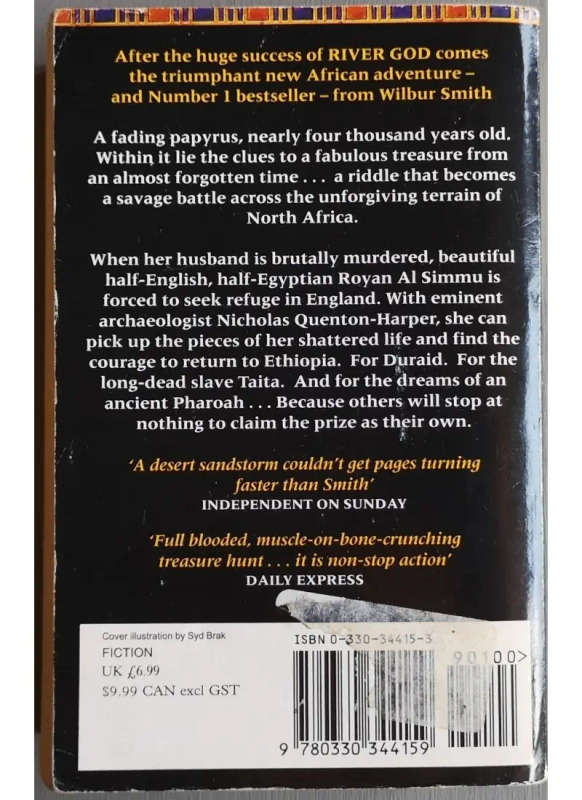 After the huge success of RIVER GOD comes
the triumphant new African adventure –
and Number 1 bestseller – from Wilbur Smith
A fading papyrus, nearly four thousand years old.
Within it lie the clues to a fabulous treasure from
an almost forgotten time . . . a riddle that becomes
a savage battle across the unforgiving terrain of
North Africa.
When her husband is brutally murdered, beautiful
half-English, half-Egyptian Royan Al Simmu is
forced to seek refuge in England. With eminent
archaeologist Nicholas Quenton-Harper, she can
pick up the pieces of her shattered life and find the
courage to return to Ethiopia. For Duraid. For the
long-dead slave Taita. And for the dreams of an
ancient Pharoah . . . Because others will stop at
nothing to claim the prize as their own.
‘A desert sandstorm couldn’t get pages turning
faster than Smith’
INDEPENDENT ON SUNDAY
‘Full blooded, muscle-on-bone-crunching
treasure hunt . . . it is non-stop action’
DAILY EXPRESS
Cover illustration by Syd Brak
FICTION
UK £6.99
$9.99 CAN excl GST
ISBN 0-330-34415-3
90100>
9 780330 344159